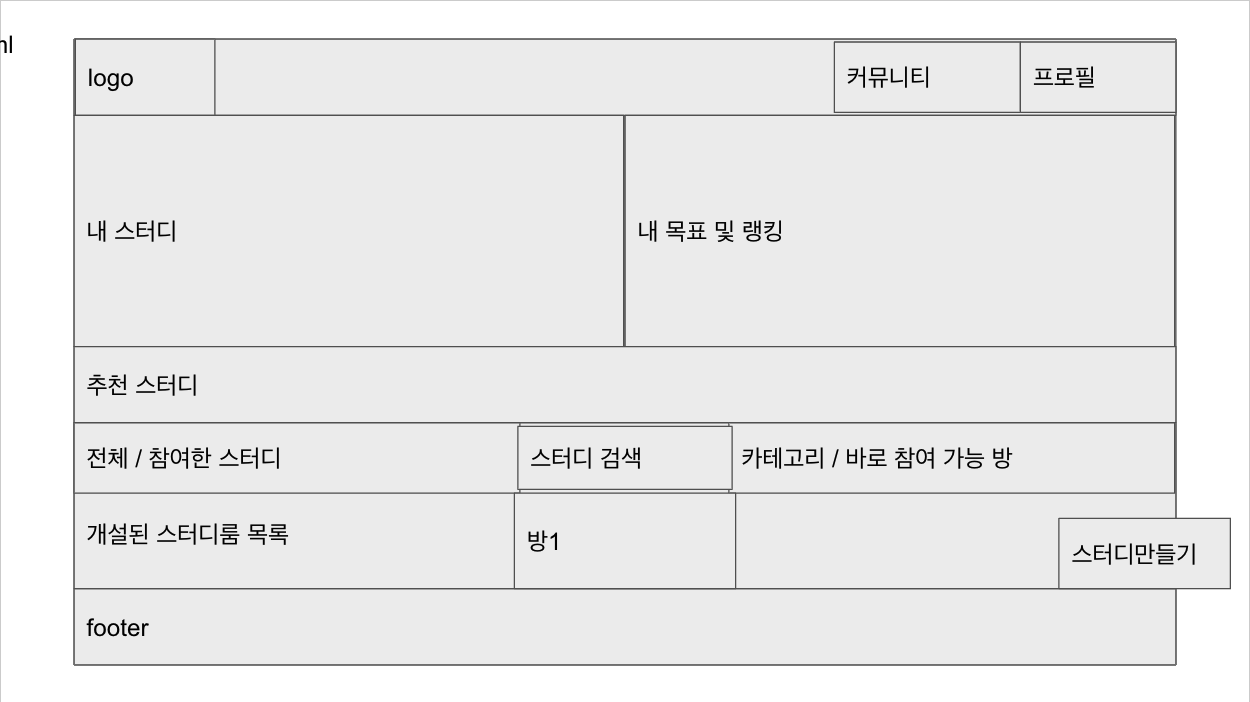 logo
커뮤니티
프로필
내 스터디
내 목표 및 랭킹
추천 스터디
전체 / 참여한 스터디
스터디 검색
카테고리 / 바로 참여 가능 방
개설된 스터디룸 목록
방1
스터디만들기
footer